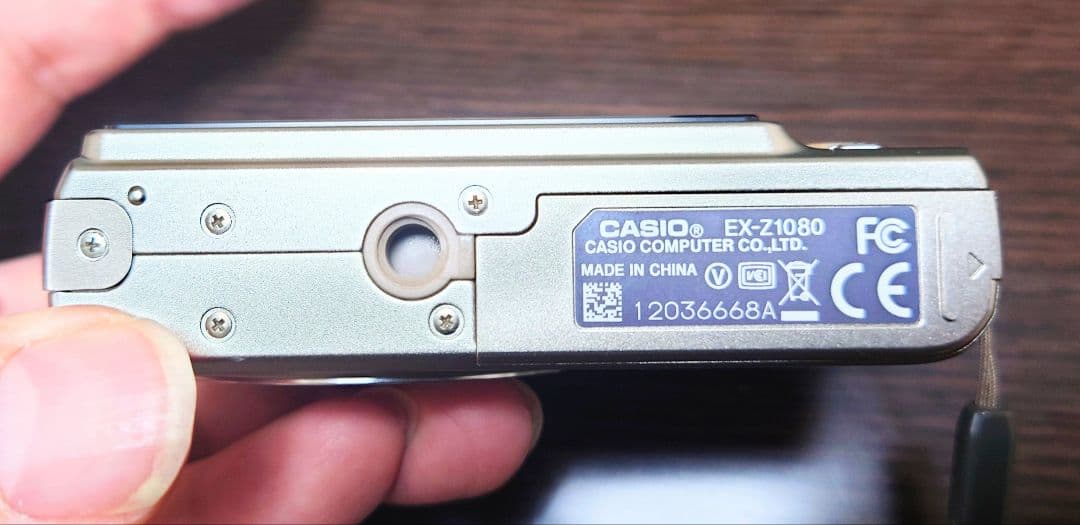 CASIO® EX-Z1080
CASIO COMPUTER CO.,LTD.
MADE IN CHINA
12036668A
FC
CE